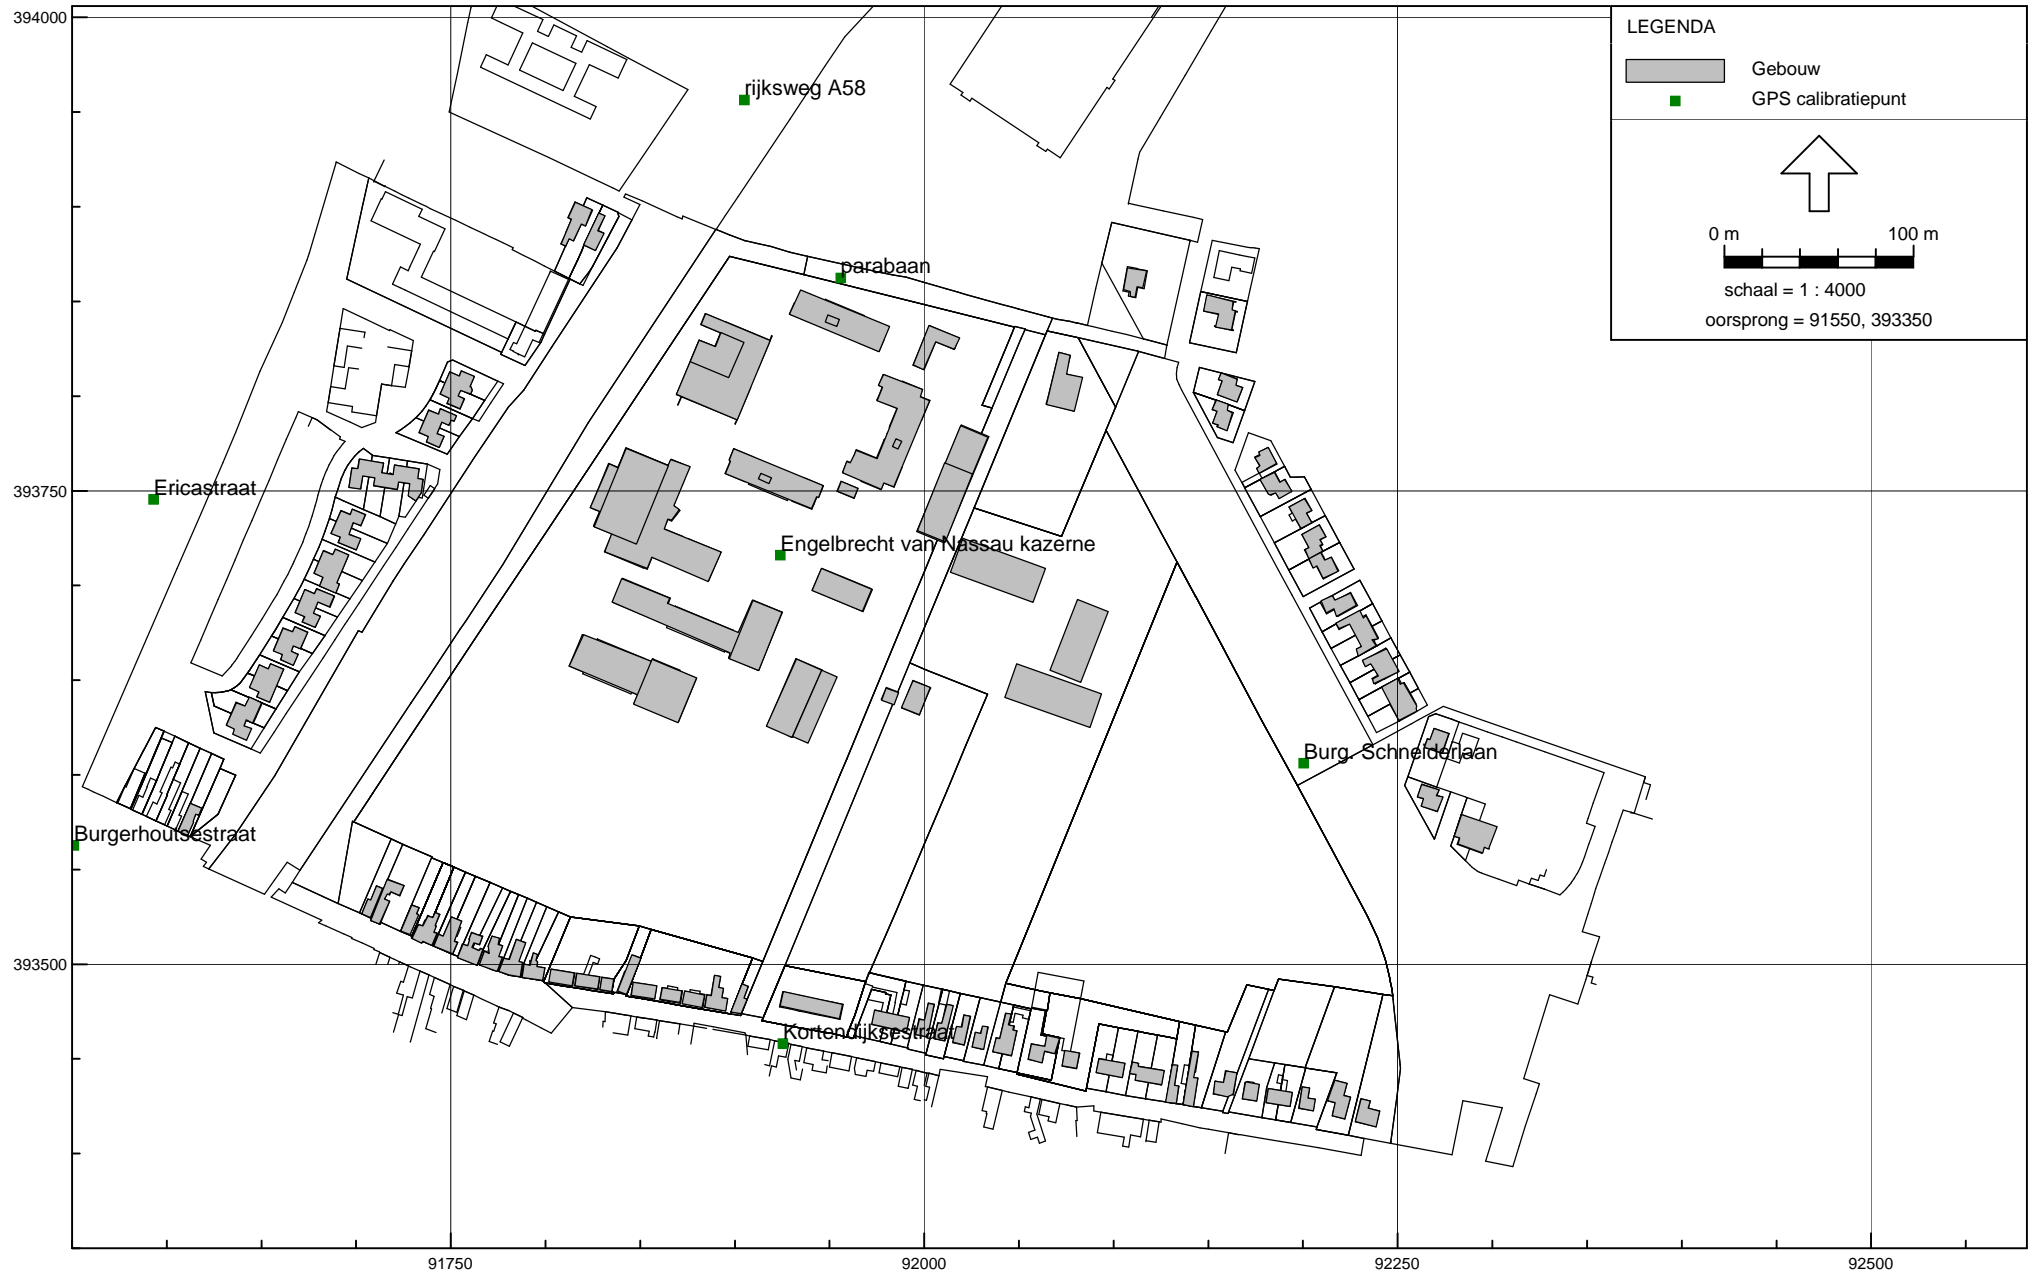 394000
LEGENDA
Gebouw
GPS calibratiepunt
rijksweg A58
0 m 100 m
schaal = 1 : 4000
oorsprong = 91550, 393350
parabaan
393750
Ericastraat
Engelbrecht van Nassau kazerne
Burg. Schneiderlaan
Burgerhoutsestraat
393500
Kortendijksestraat
91750 92000 92250 92500